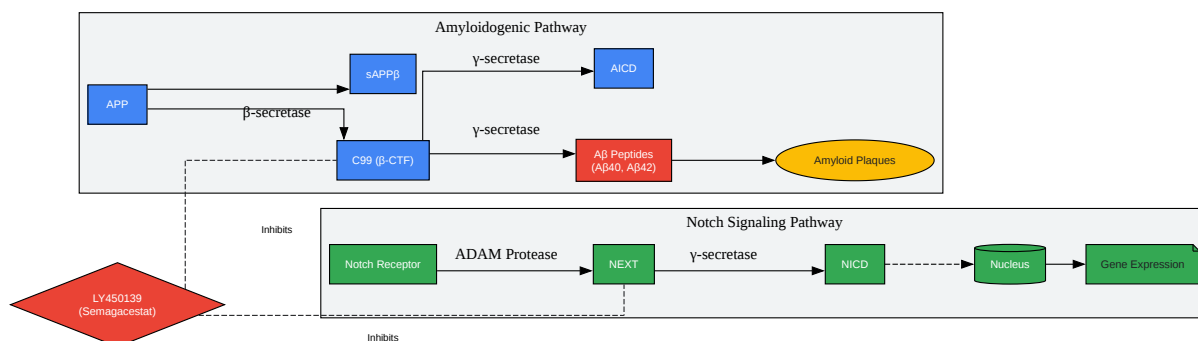 Amyloidogenic Pathway
γ-secretase
sAPPβ
AICD
APP
β-secretase
γ-secretase
C99 (β-CTF)
Aβ Peptides
(Aβ40, Aβ42)
Amyloid Plaques
Inhibits
Notch Signaling Pathway
Notch Receptor
ADAM Protease
NEXT
γ-secretase
NICD
Nucleus
Gene Expression
LY450139
(Semagacestat)
Inhibits